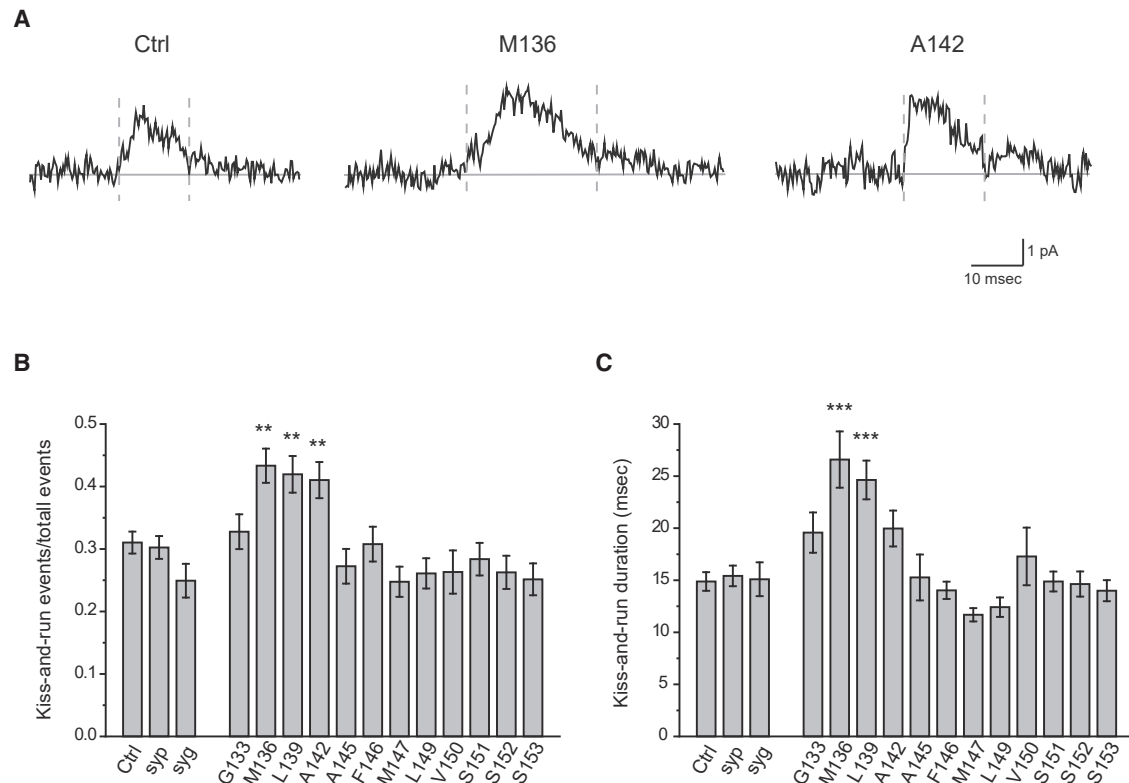 A
Ctrl
M136
A142
1 pA
10 msec
B
Kiss-and-run events/totall events
0.5
0.4
0.3
0.2
0.1
0.0
**
**
**
Ctrl
syp
syg
G133
M136
L139
A142
A145
F146
M147
L149
V150
S151
S152
S153
C
Kiss-and-run duration (msec)
30
25
20
15
10
5
0
***
***
Ctrl
syp
syg
G133
M136
L139
A142
A145
F146
M147
L149
V150
S151
S152
S153